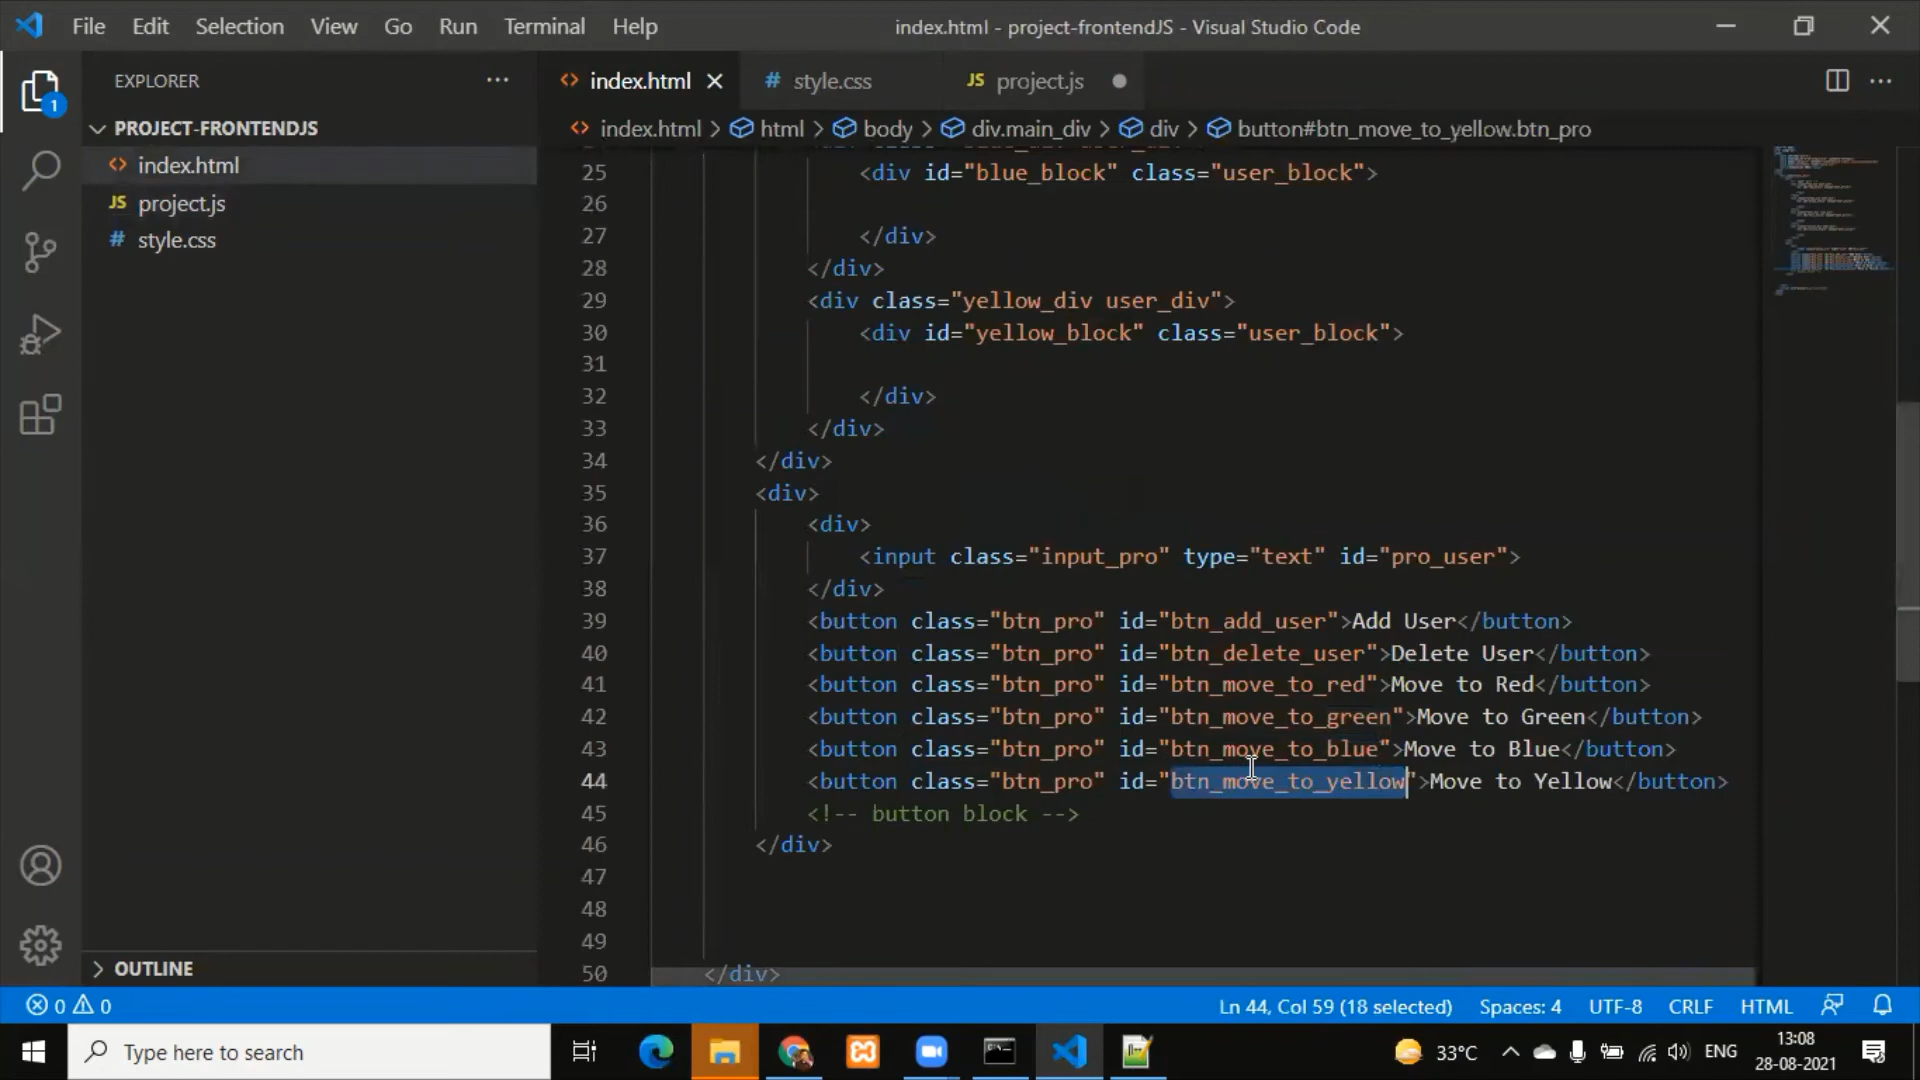 File Edit Selection View Go Run Terminal Help index.html - project-frontendJS - Visual Studio Code
1
EXPLORER ···
PROJECT-FRONTENDJS
<> index.html
JS project.js
# style.css
OUTLINE
<> index.html × # style.css JS project.js
<> index.html > html > body > div.main_div > div > button#btn_move_to_yellow.btn_pro
25 <div id="blue_block" class="user_block">
26
27 </div>
28 </div>
29 <div class="yellow_div user_div">
30 <div id="yellow_block" class="user_block">
31
32 </div>
33 </div>
34 </div>
35 <div>
36 <div>
37 <input class="input_pro" type="text" id="pro_user">
38 </div>
39 <button class="btn_pro" id="btn_add_user">Add User</button>
40 <button class="btn_pro" id="btn_delete_user">Delete User</button>
41 <button class="btn_pro" id="btn_move_to_red">Move to Red</button>
42 <button class="btn_pro" id="btn_move_to_green">Move to Green</button>
43 <button class="btn_pro" id="btn_move_to_blue">Move to Blue</button>
44 <button class="btn_pro" id="btn_move_to_yellow">Move to Yellow</button>
45 <!-- button block -->
46 </div>
47
48
49
50 </div>
0 0 Ln 44, Col 59 (18 selected) Spaces: 4 UTF-8 CRLF HTML
Type here to search 33°C ENG 13:08
28-08-2021